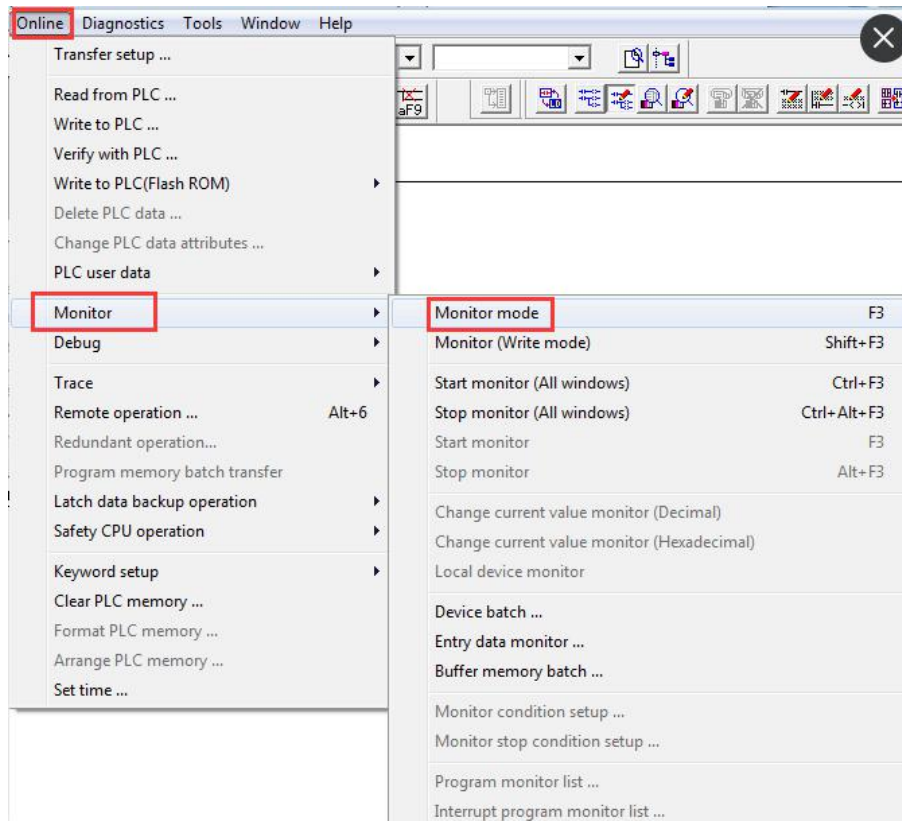 Online Diagnostics Tools Window Help
Transfer setup ...
Read from PLC ...
Write to PLC ...
Verify with PLC ...
Write to PLC(Flash ROM)
Delete PLC data ...
Change PLC data attributes ...
PLC user data
Monitor
Debug
Trace
Remote operation ... Alt+6
Redundant operation...
Program memory batch transfer
Latch data backup operation
Safety CPU operation
Keyword setup
Clear PLC memory ...
Format PLC memory ...
Arrange PLC memory ...
Set time ...
aF9
Monitor mode F3
Monitor (Write mode) Shift+F3
Start monitor (All windows) Ctrl+F3
Stop monitor (All windows) Ctrl+Alt+F3
Start monitor F3
Stop monitor Alt+F3
Change current value monitor (Decimal)
Change current value monitor (Hexadecimal)
Local device monitor
Device batch ...
Entry data monitor ...
Buffer memory batch ...
Monitor condition setup ...
Monitor stop condition setup ...
Program monitor list ...
Interrupt program monitor list ...